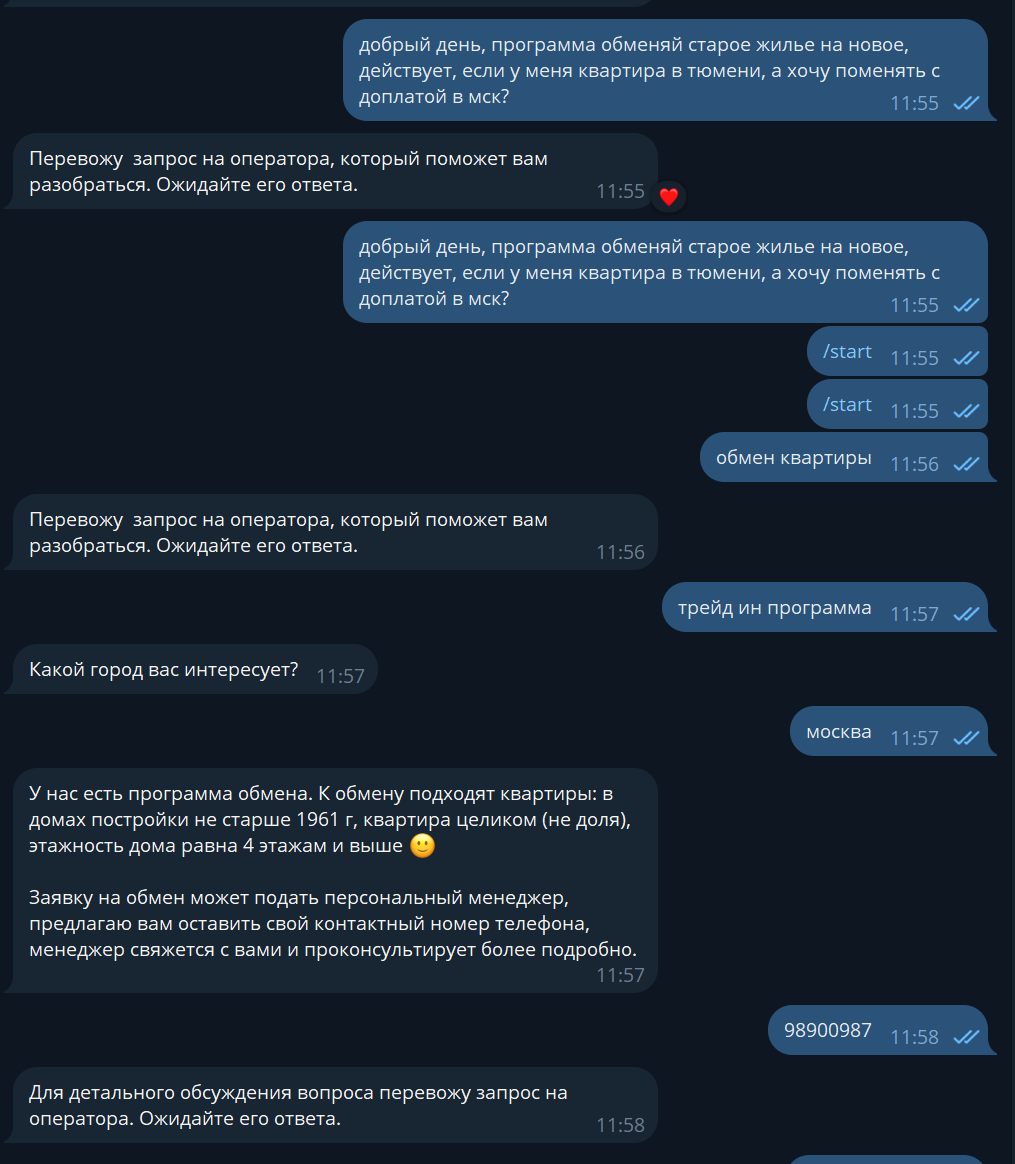 добрый день, программа обменяй старое жилье на новое,
действует, если у меня квартира в тюмени, а хочу поменять с
доплатой в мск?
11:55
Перевожу  запрос на оператора, который поможет вам
разобраться. Ожидайте его ответа.
11:55
добрый день, программа обменяй старое жилье на новое,
действует, если у меня квартира в тюмени, а хочу поменять с
доплатой в мск?
11:55
/start 11:55
/start 11:55
обмен квартиры 11:56
Перевожу  запрос на оператора, который поможет вам
разобраться. Ожидайте его ответа.
11:56
трейд ин программа 11:57
Какой город вас интересует? 11:57
москва 11:57
У нас есть программа обмена. К обмену подходят квартиры: в
домах постройки не старше 1961 г, квартира целиком (не доля),
этажность дома равна 4 этажам и выше 🙂
Заявку на обмен может подать персональный менеджер,
предлагаю вам оставить свой контактный номер телефона,
менеджер свяжется с вами и проконсультирует более подробно.
11:57
98900987 11:58
Для детального обсуждения вопроса перевожу запрос на
оператора. Ожидайте его ответа.
11:58